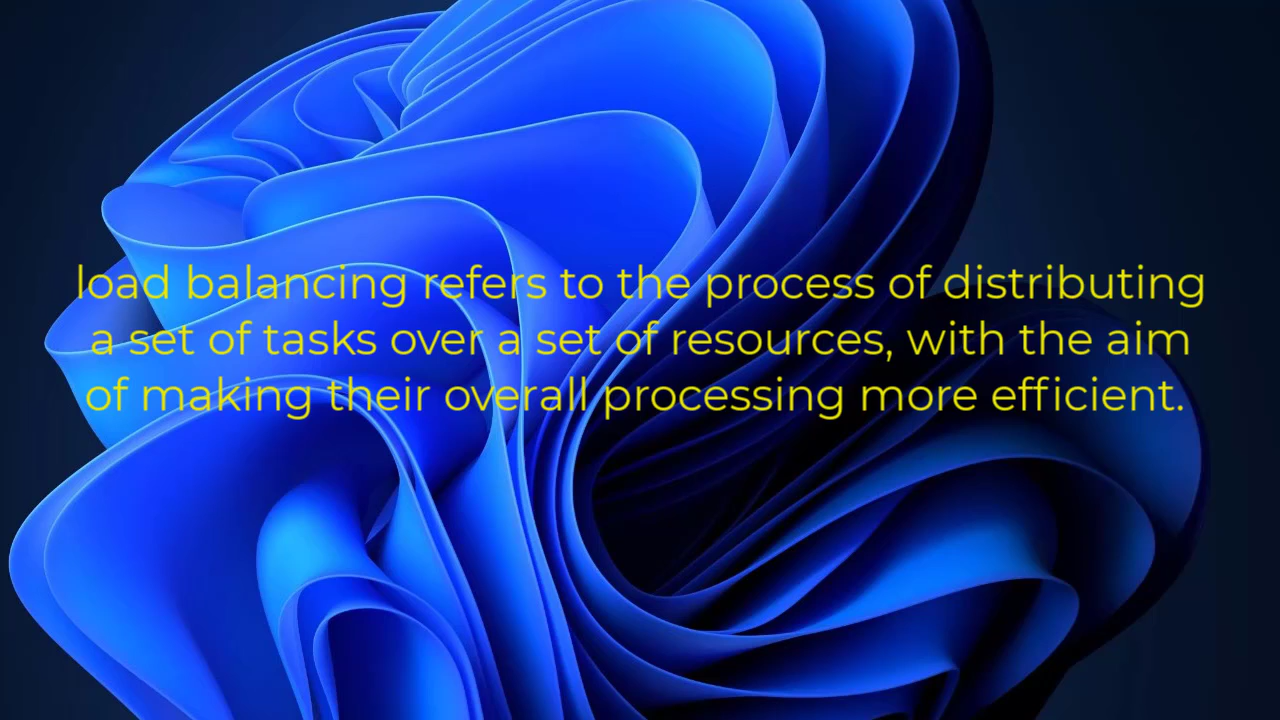 load balancing refers to the process of distributing
a set of tasks over a set of resources, with the aim
of making their overall processing more efficient.